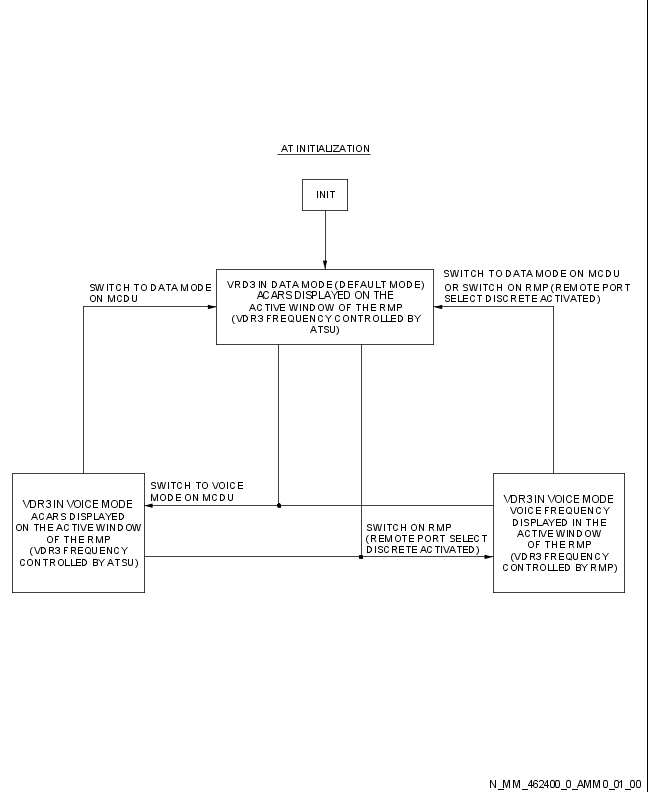 AT INITIALIZATION
INIT
VRD3 IN DATA MODE (DEFAULT MODE)
ACARS DISPLAYED ON THE
ACTIVE WINDOW OF THE RMP
(VDR3 FREQUENCY CONTROLLED BY
ATSU)
SWITCH TO DATA MODE
ON MCDU
SWITCH TO DATA MODE ON MCDU
OR SWITCH ON RMP (REMOTE PORT
SELECT DISCRETE ACTIVATED)
SWITCH TO VOICE
MODE ON MCDU
VDR3 IN VOICE MODE
ACARS DISPLAYED
ON THE ACTIVE WINDOW
OF THE RMP
(VDR3 FREQUENCY
CONTROLLED BY ATSU)
SWITCH ON RMP
(REMOTE PORT SELECT
DISCRETE ACTIVATED)
VDR3 IN VOICE MODE
VOICE FREQUENCY
DISPLAYED IN THE
ACTIVE WINDOW
OF THE RMP
(VDR3 FREQUENCY
CONTROLLED BY RMP)
N_MM_462400_0_AMM0_01_00